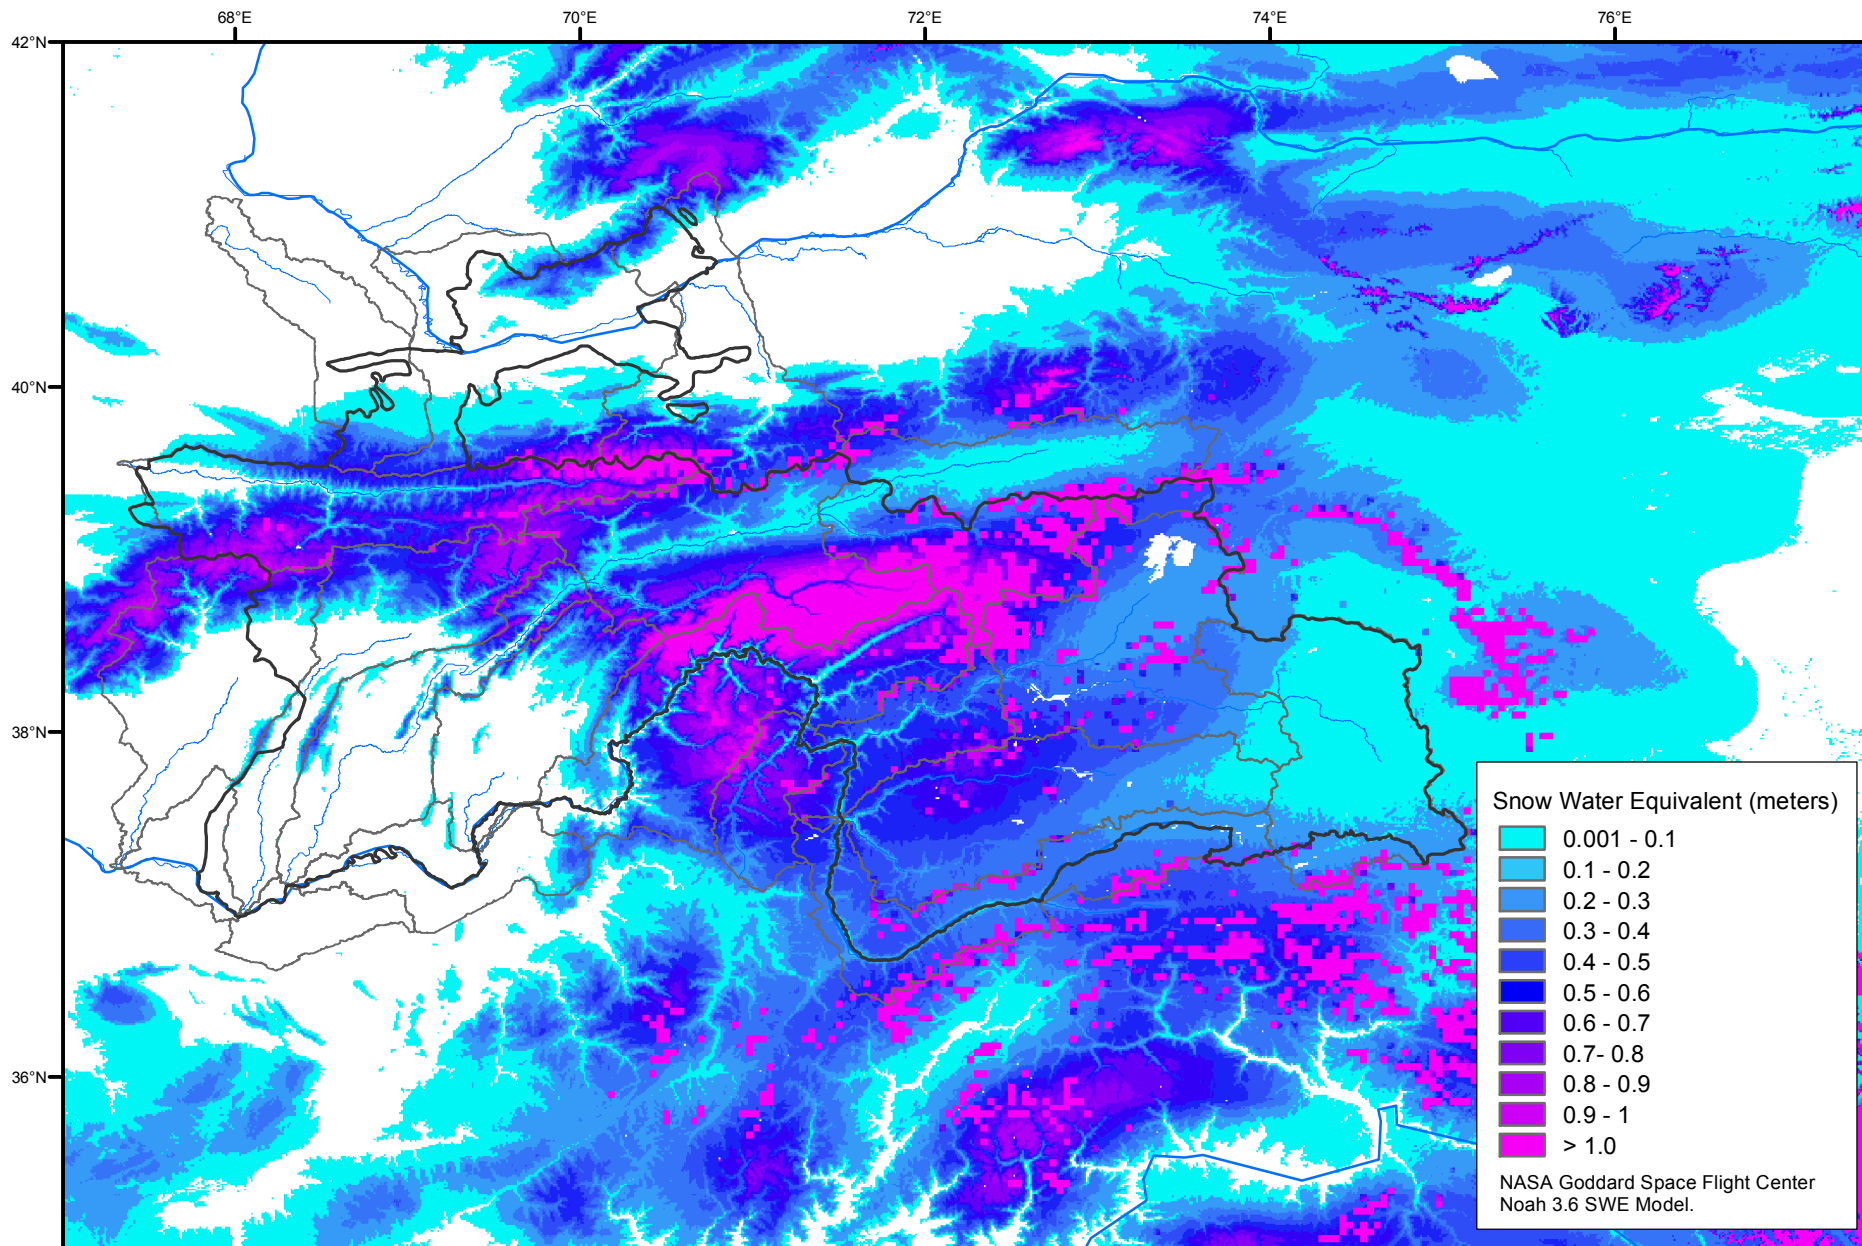 68°E 70°E 72°E 74°E 76°E
42°N
40°N
38°N
36°N
Snow Water Equivalent (meters)
0.001 - 0.1
0.1 - 0.2
0.2 - 0.3
0.3 - 0.4
0.4 - 0.5
0.5 - 0.6
0.6 - 0.7
0.7- 0.8
0.8 - 0.9
0.9 - 1
> 1.0
NASA Goddard Space Flight Center
Noah 3.6 SWE Model.